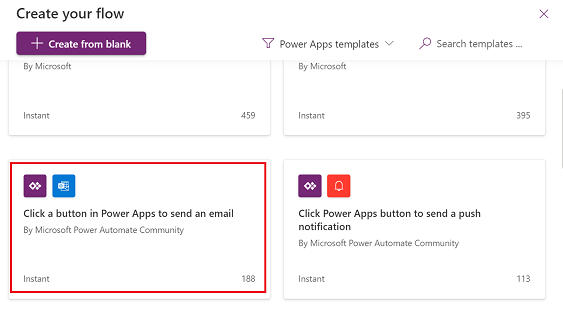 Create your flow
Create from blank
Power Apps templates
Search templates ...
By Microsoft
By Microsoft
Instant 459
Instant 395
Click a button in Power Apps to send an email
By Microsoft Power Automate Community
Instant 188
Click Power Apps button to send a push
notification
By Microsoft Power Automate Community
Instant 113